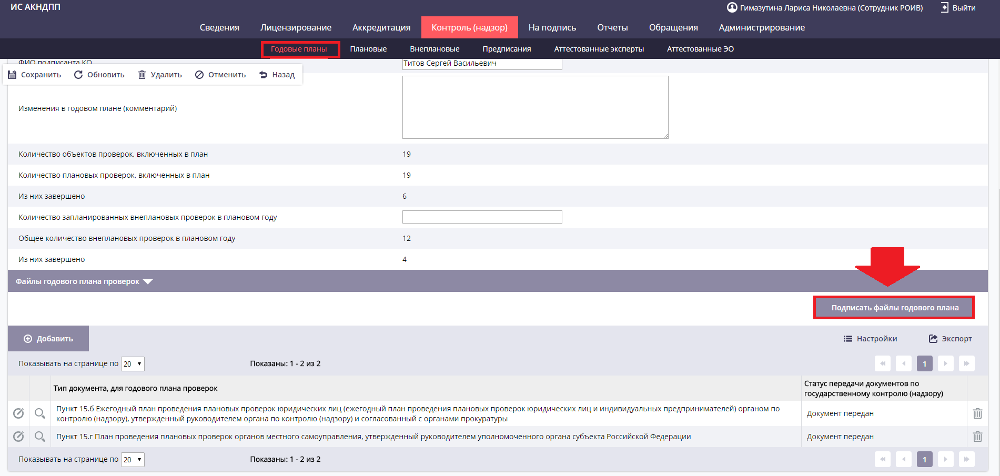 ИС АКНДПП
Гимазутина Лариса Николаевна (Сотрудник РОИВ) Выйти
Сведения Лицензирование Аккредитация Контроль (надзор) На подпись Отчеты Обращения Администрирование
Годовые планы Плановые Внеплановые Предписания Аттестованные эксперты Аттестованные ЭО
ФИО подписанта КО Титов Сергей Васильевич
Сохранить Обновить Удалить Отменить Назад
Изменения в годовом плане (комментарий)
Количество объектов проверок, включенных в план 19
Количество плановых проверок, включенных в план 19
Из них завершено 6
Количество запланированных внеплановых проверок в плановом году
Общее количество внеплановых проверок в плановом году 12
Из них завершено 4
Файлы годового плана проверок
Подписать файлы годового плана
Добавить Настройки Экспорт
Показывать на странице по 20 Показаны: 1 - 2 из 2 1
Тип документа, для годового плана проверок
Статус передачи документов по
государственному контролю (надзору)
Пункт 15.б Ежегодный план проведения плановых проверок юридических лиц (ежегодный план проведения плановых проверок юридических лиц и индивидуальных предпринимателей) органом по
контролю (надзору), утвержденный руководителем органа по контролю (надзору) и согласованный с органами прокуратуры
Документ передан
Пункт 15.г План проведения плановых проверок органов местного самоуправления, утвержденный руководителем уполномоченного органа субъекта Российской Федерации
Документ передан
Показывать на странице по 20 Показаны: 1 - 2 из 2 1